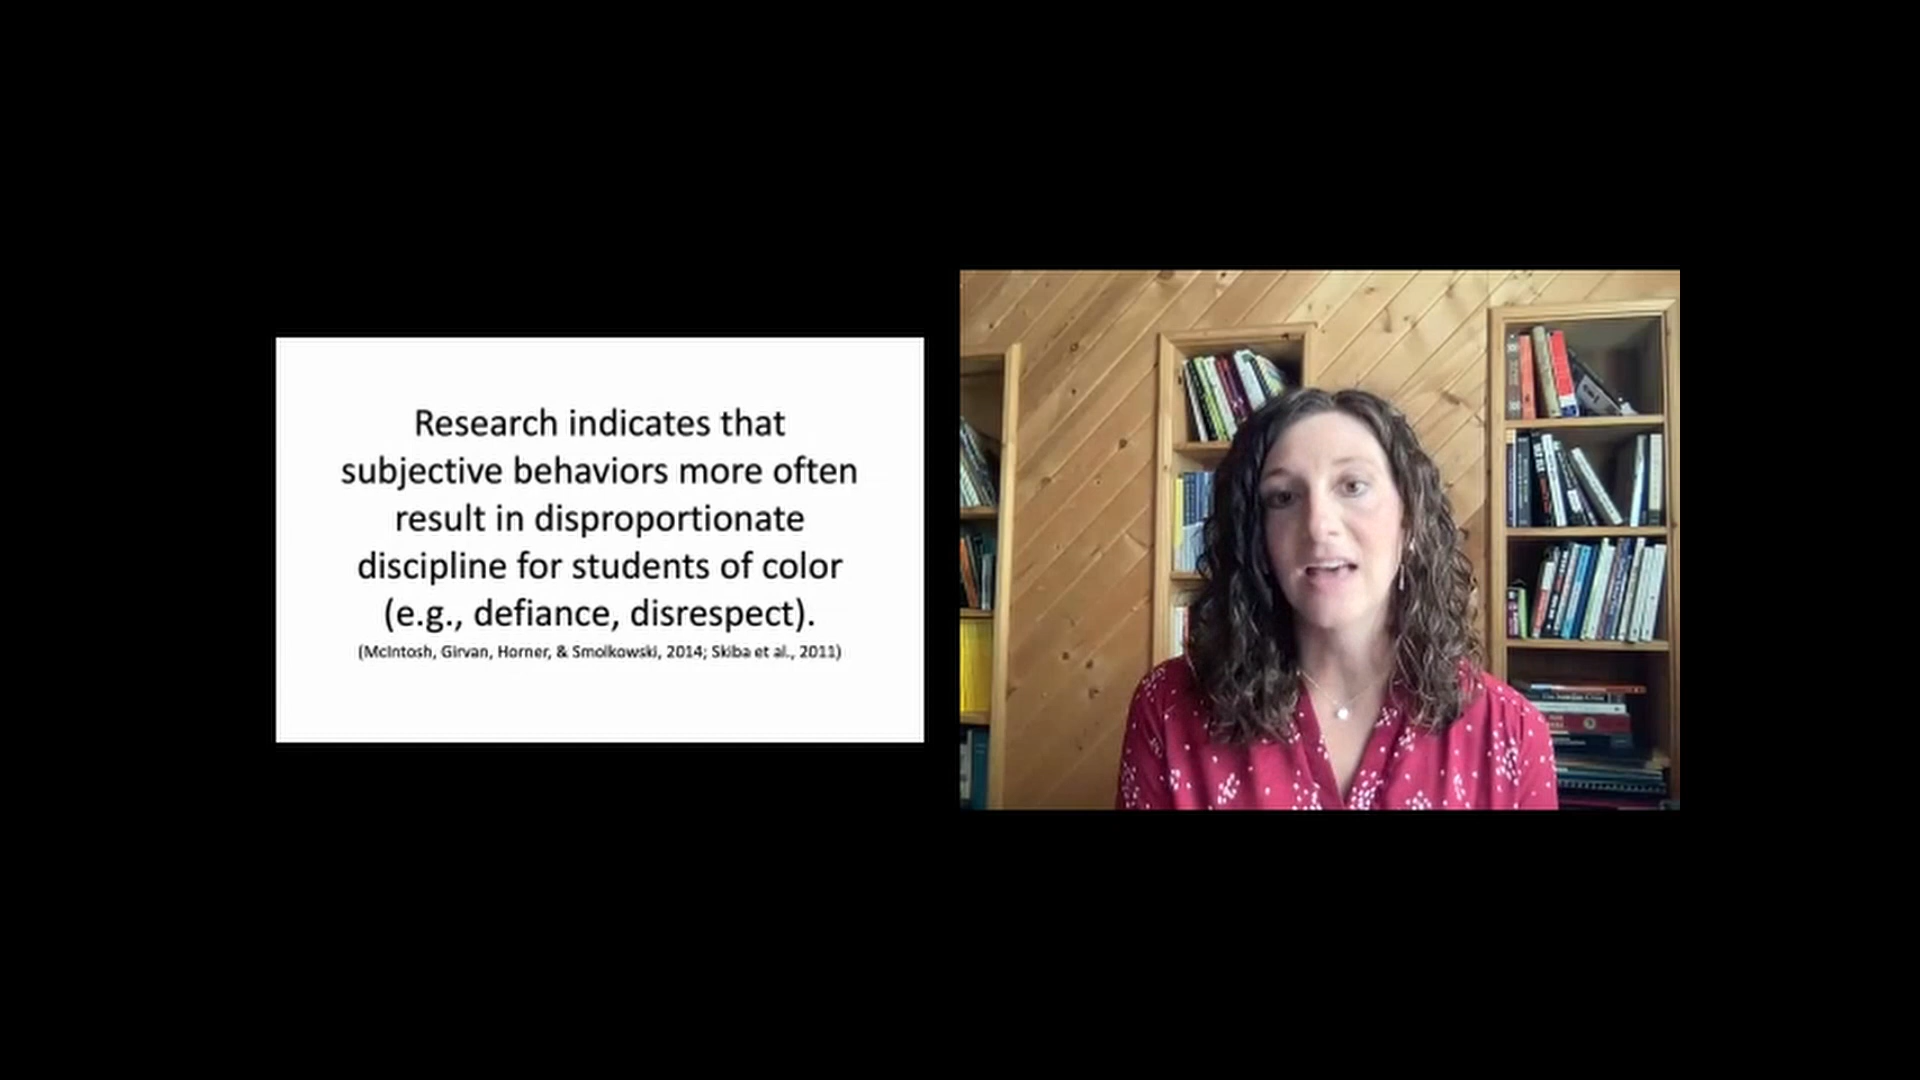 Research indicates that
subjective behaviors more often
result in disproportionate
discipline for students of color
(e.g., defiance, disrespect).
(McIntosh, Girvan, Horner, & Smolkowski, 2014; Skiba et al., 2011)